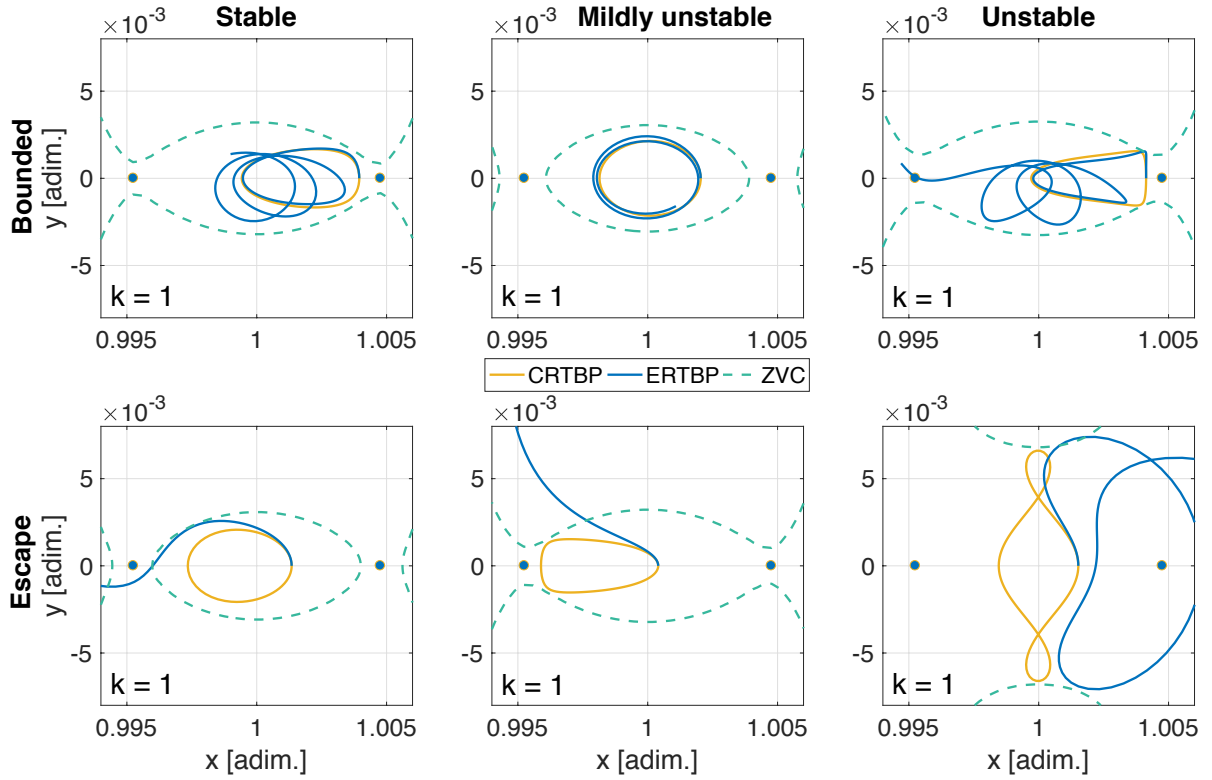 Stable
Mildly unstable
Unstable
×10-3
×10-3
×10-3
Bounded
y [adim.]
5
0
-5
k = 1
0.995
1
1.005
5
0
-5
k = 1
0.995
1
1.005
5
0
-5
k = 1
0.995
1
1.005
CRTBP
ERTBP
ZVC
×10-3
×10-3
×10-3
Escape
y [adim.]
5
0
-5
k = 1
0.995
1
1.005
x [adim.]
5
0
-5
k = 1
0.995
1
1.005
x [adim.]
5
0
-5
k = 1
0.995
1
1.005
x [adim.]